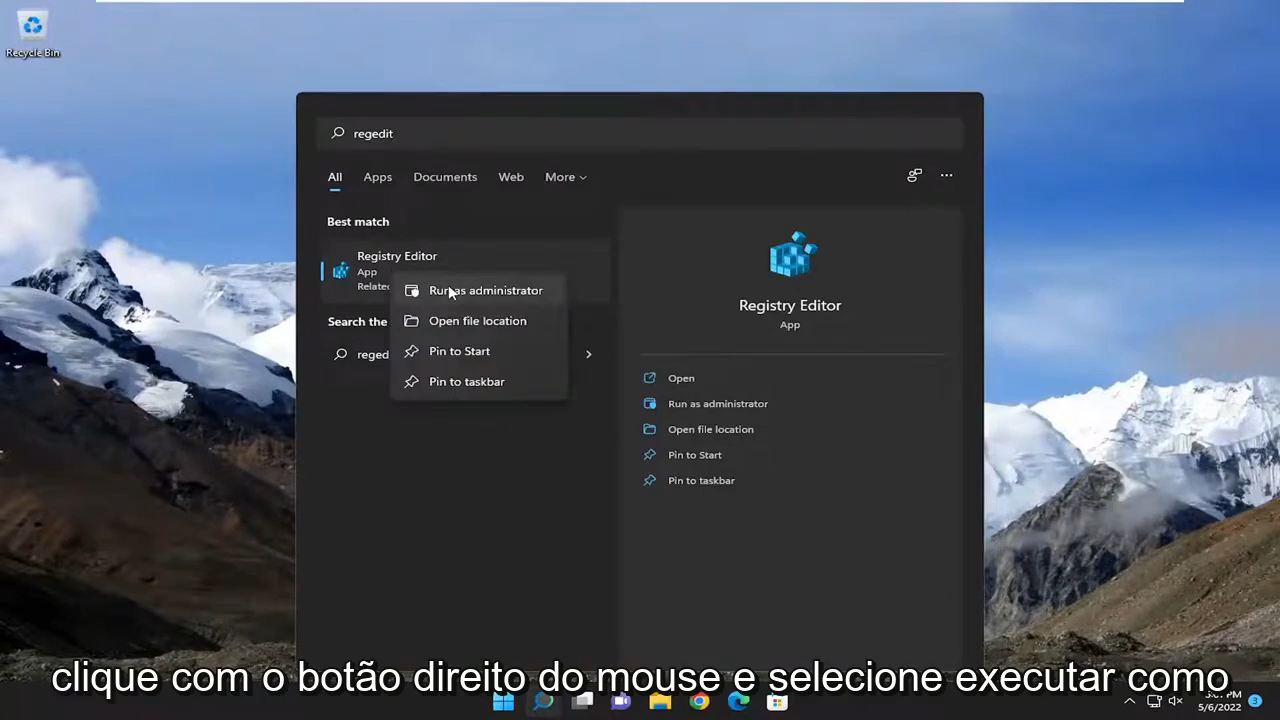 Recycle Bin
regedit
All Apps Documents Web More
Best match
Registry Editor
App
Search the
Run as administrator
Open file location
Pin to Start
Pin to taskbar
Registry Editor
App
Open
Run as administrator
Open file location
Pin to Start
Pin to taskbar
clique com o botão direito do mouse e selecione executar como
5/6/2022
3